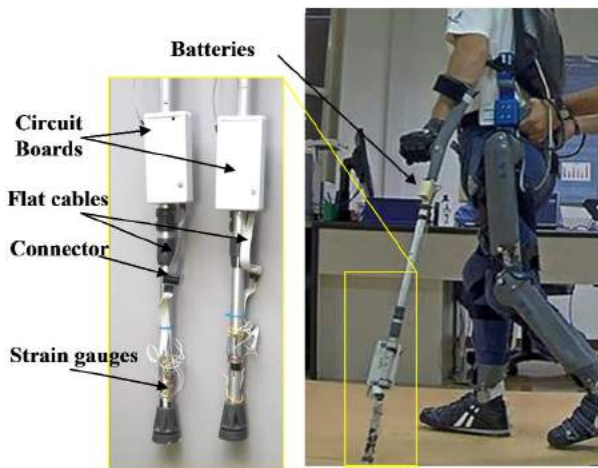 Batteries
Circuit
Boards
Flat cables
Connector
Strain gauges